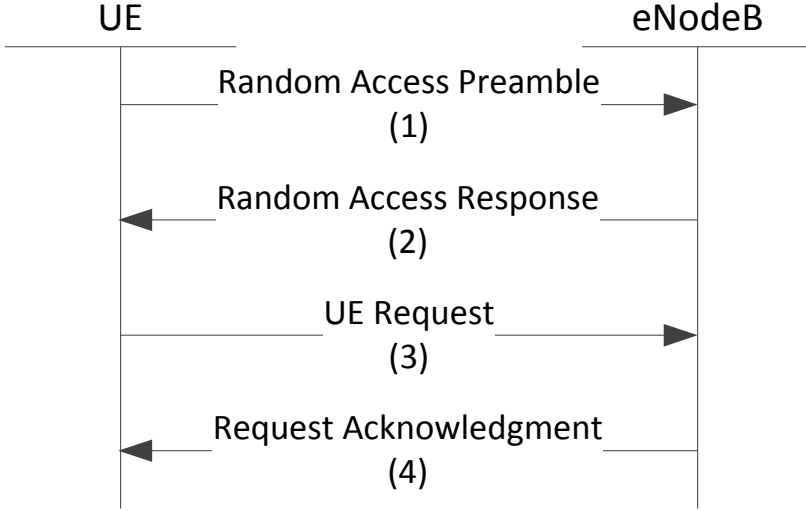 UE
eNodeB
Random Access Preamble
(1)
Random Access Response
(2)
UE Request
(3)
Request Acknowledgment
(4)